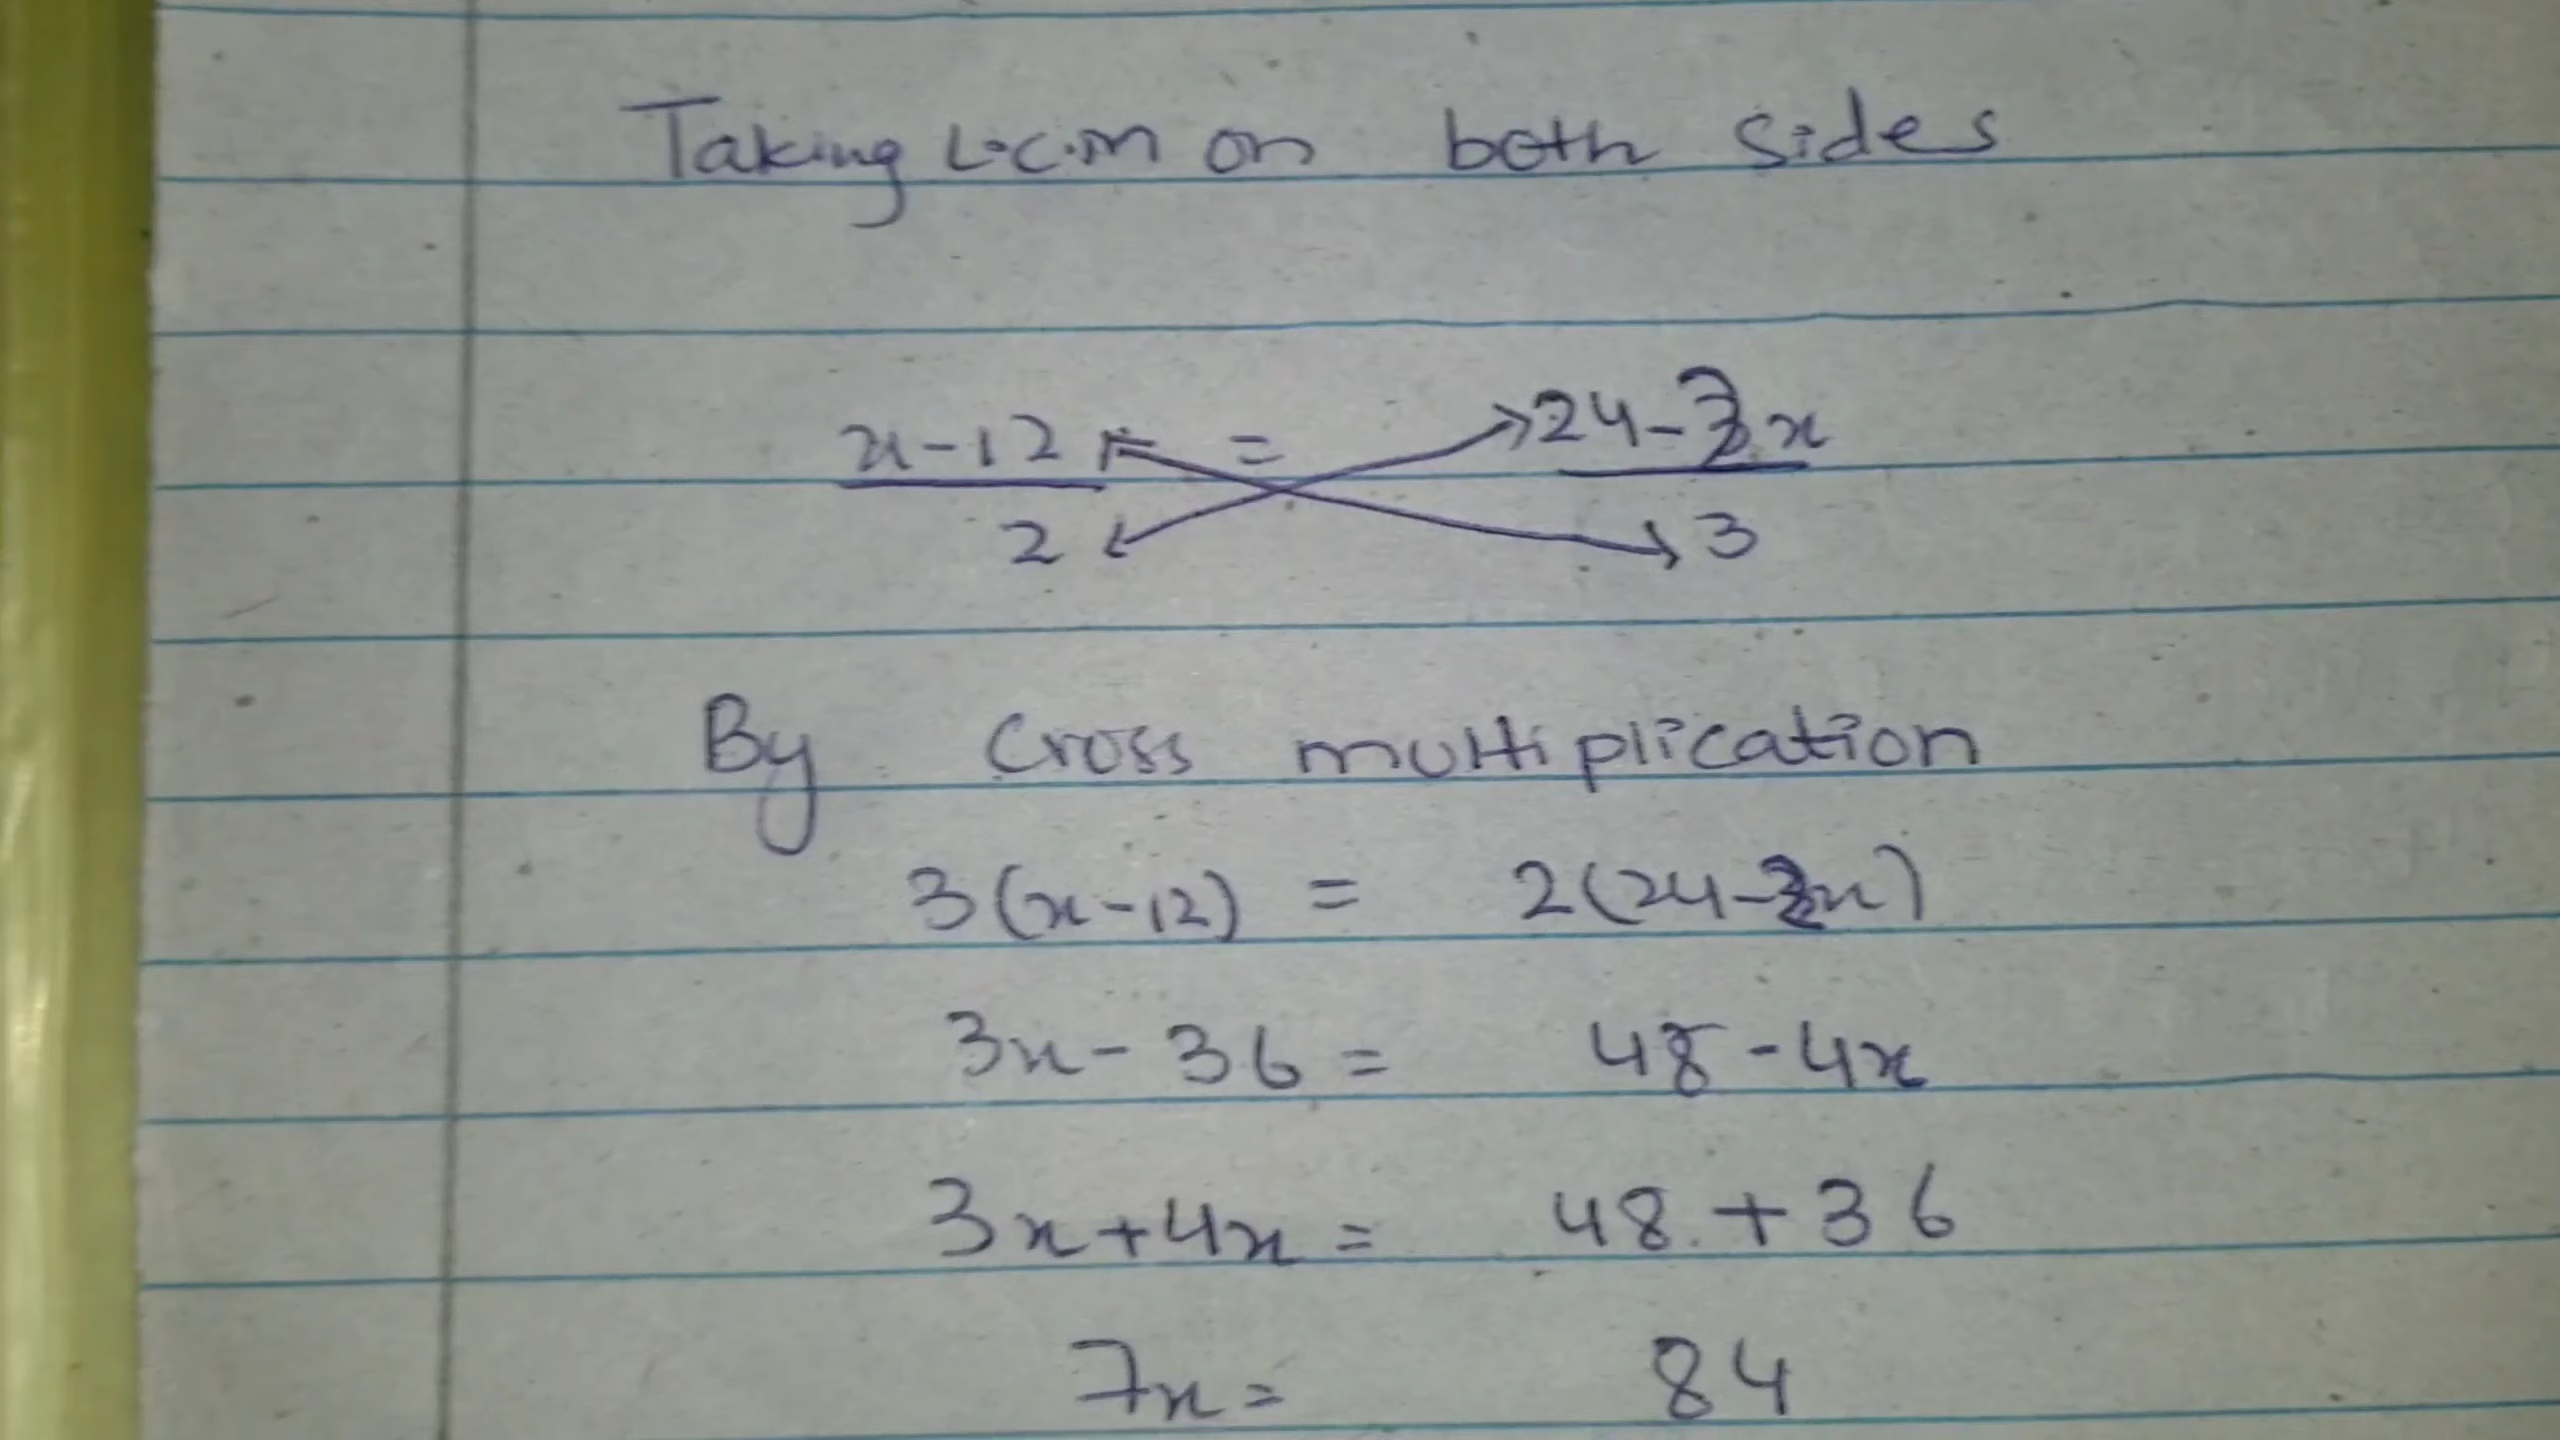 Taking L.C.M on both sides
x-12 = 24-2x
2 3
By Cross multiplication
3(x-12) = 2(24-2x)
3x-36 = 48-4x
3x+4x = 48+36
7x = 84